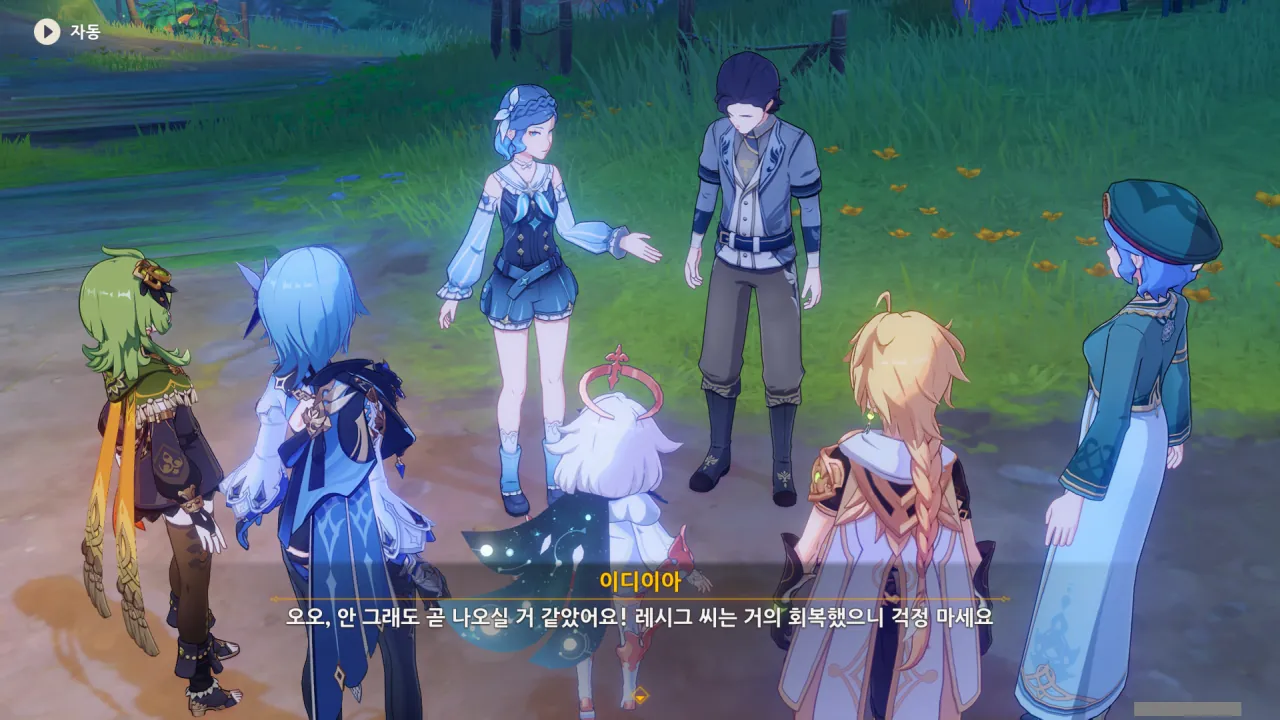 자동
이디이아
오오, 안 그래도 곧 나오실 거 같았어요! 레시그 씨는 거의 회복했으니 걱정 마세요